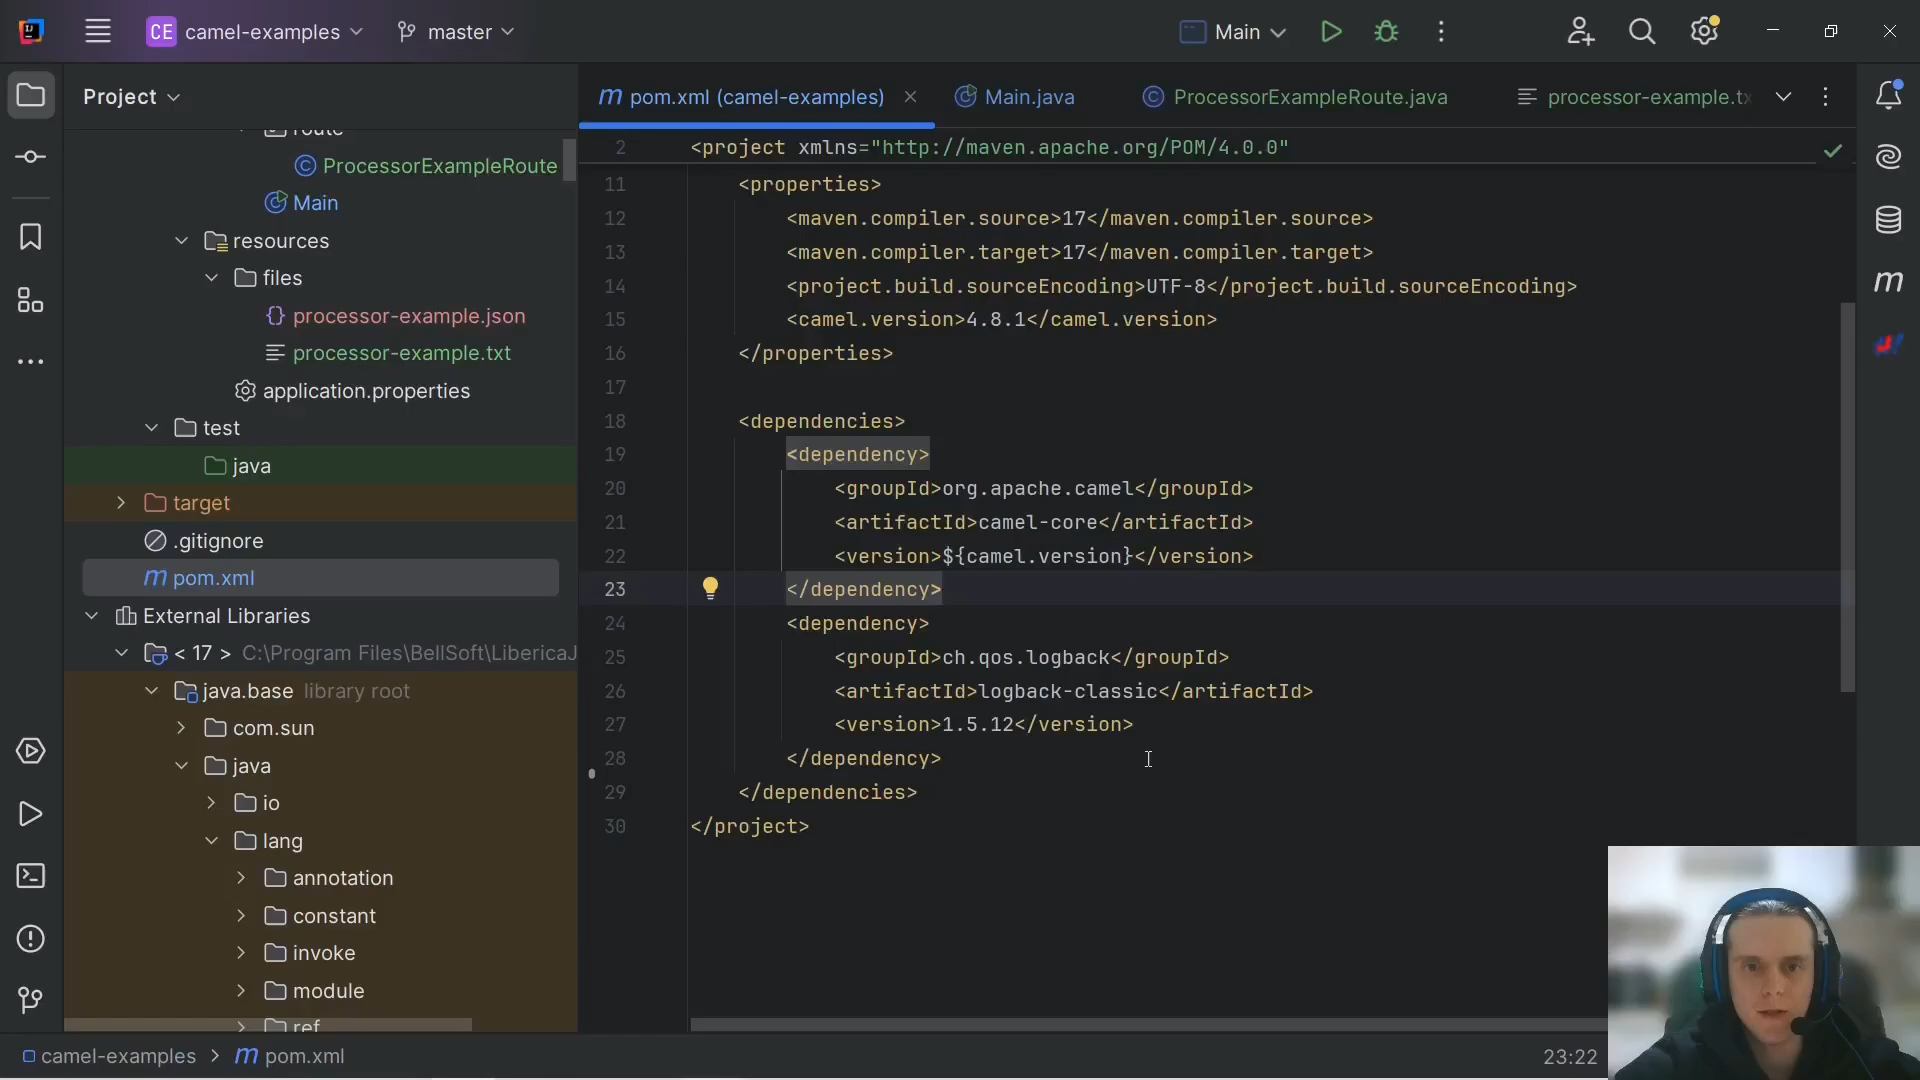 CE camel-examples
master
Main
Project
pom.xml (camel-examples)
Main.java
ProcessorExampleRoute.java
processor-example.tx
route
ProcessorExampleRoute
Main
resources
files
processor-example.json
processor-example.txt
application.properties
test
java
target
.gitignore
pom.xml
External Libraries
< 17 > C:\Program Files\BellSoft\LibericaJ
java.base library root
com.sun
java
io
lang
annotation
constant
invoke
module
ref
2 <project xmlns="http://maven.apache.org/POM/4.0.0"
11 <properties>
12 <maven.compiler.source>17</maven.compiler.source>
13 <maven.compiler.target>17</maven.compiler.target>
14 <project.build.sourceEncoding>UTF-8</project.build.sourceEncoding>
15 <camel.version>4.8.1</camel.version>
16 </properties>
17
18 <dependencies>
19 <dependency>
20 <groupId>org.apache.camel</groupId>
21 <artifactId>camel-core</artifactId>
22 <version>${camel.version}</version>
23 </dependency>
24 <dependency>
25 <groupId>ch.qos.logback</groupId>
26 <artifactId>logback-classic</artifactId>
27 <version>1.5.12</version>
28 </dependency>
29 </dependencies>
30 </project>
camel-examples > pom.xml
23:22